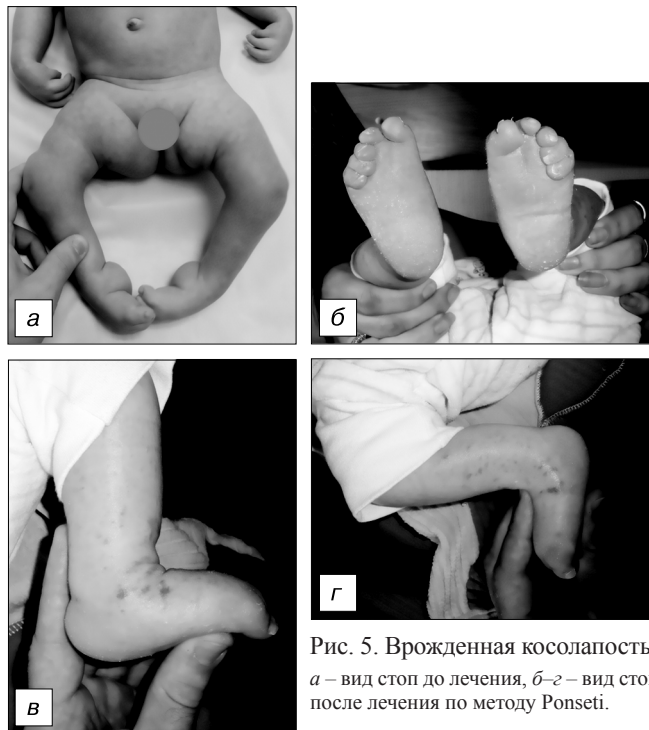 а
б
в
г
Рис. 5. Врожденная косолапость
а – вид стоп до лечения, б–г – вид сто
после лечения по методу Ponseti.